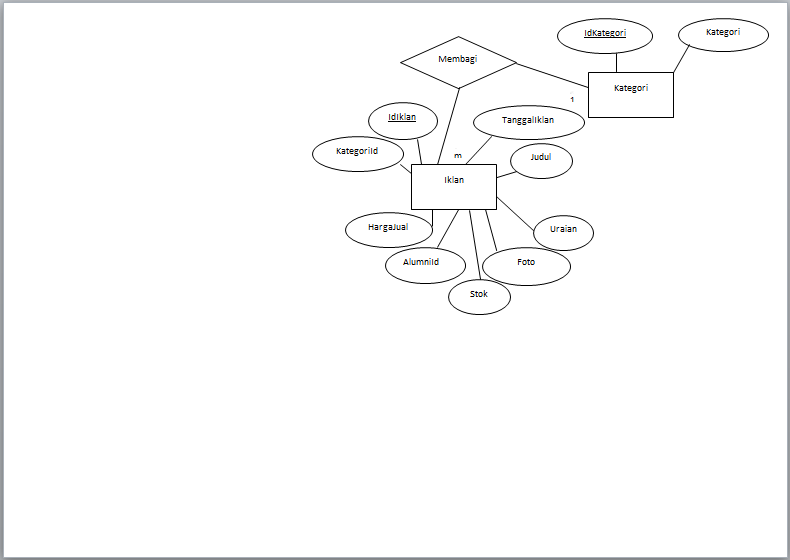 IdKategori
Kategori
Membagi
Kategori
1
IdIklan
TanggalIklan
KategoriId
m
Judul
Iklan
HargaJual
Uraian
AlumniId
Foto
Stok